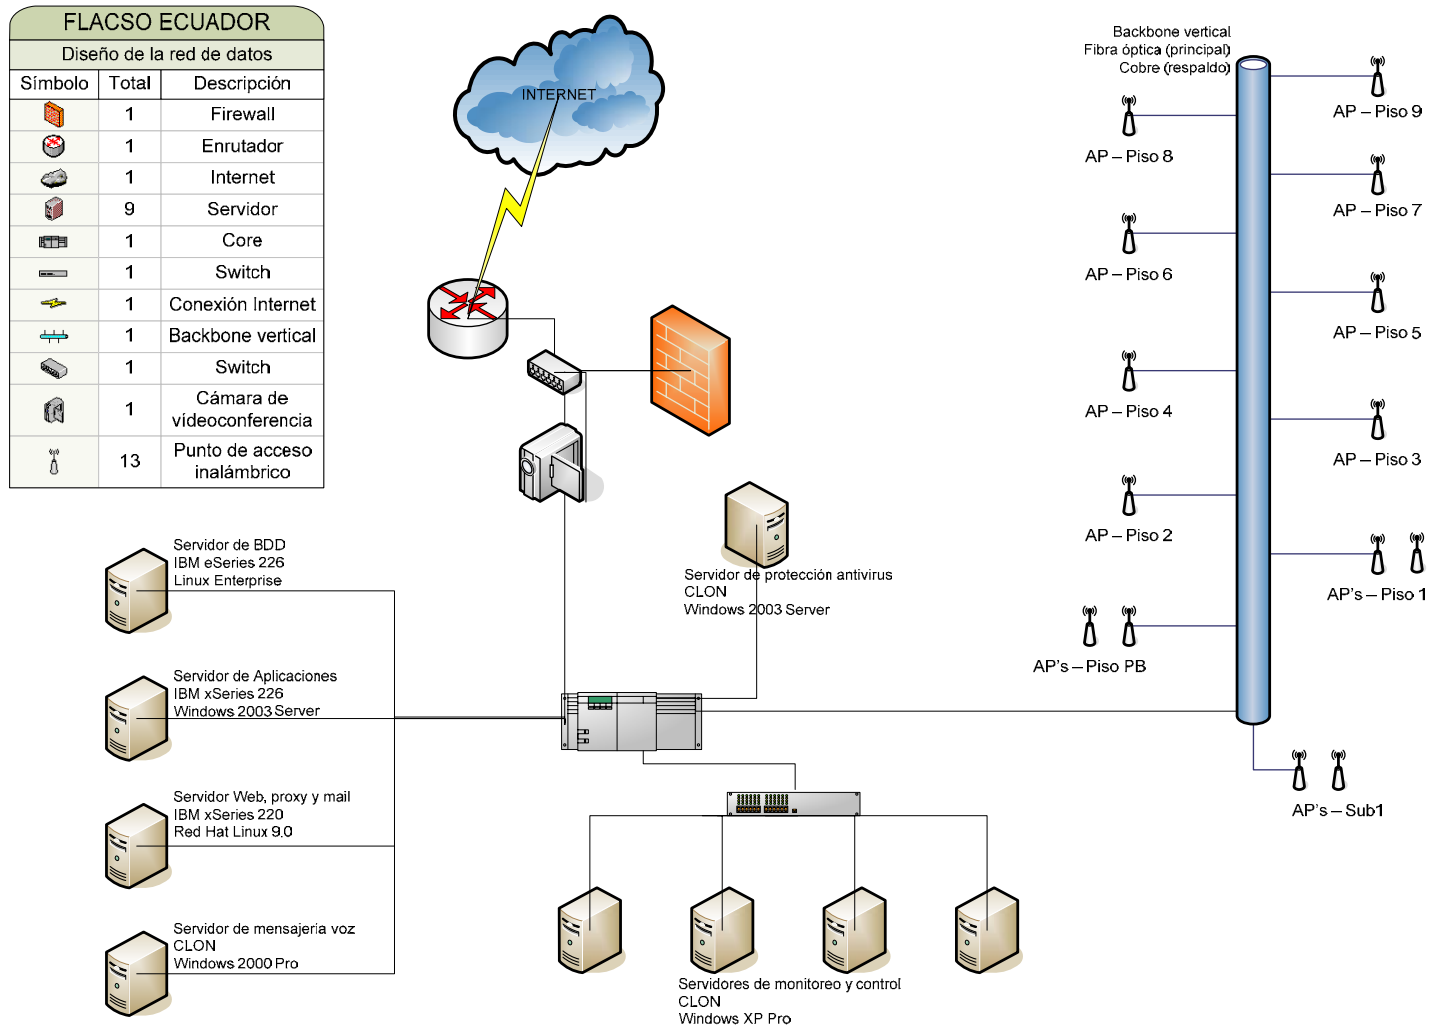 FLACSO ECUADOR
Diseño de la red de datos
Símbolo Total Descripción
1 Firewall
1 Enrutador
1 Internet
9 Servidor
1 Core
1 Switch
1 Conexión Internet
1 Backbone vertical
1 Switch
1 Cámara de
vídeoconferencia
13 Punto de acceso
inalámbrico
INTERNET
Backbone vertical
Fibra óptica (principal)
Cobre (respaldo)
AP – Piso 9
AP – Piso 8
AP – Piso 7
AP – Piso 6
AP – Piso 5
AP – Piso 4
AP – Piso 3
AP – Piso 2
AP's – Piso 1
AP's – Piso PB
AP's – Sub1
Servidor de BDD
IBM eSeries 226
Linux Enterprise
Servidor de Aplicaciones
IBM xSeries 226
Windows 2003 Server
Servidor Web, proxy y mail
IBM xSeries 220
Red Hat Linux 9.0
Servidor de mensajeria voz
CLON
Windows 2000 Pro
Servidor de protección antivirus
CLON
Windows 2003 Server
Servidores de monitoreo y control
CLON
Windows XP Pro